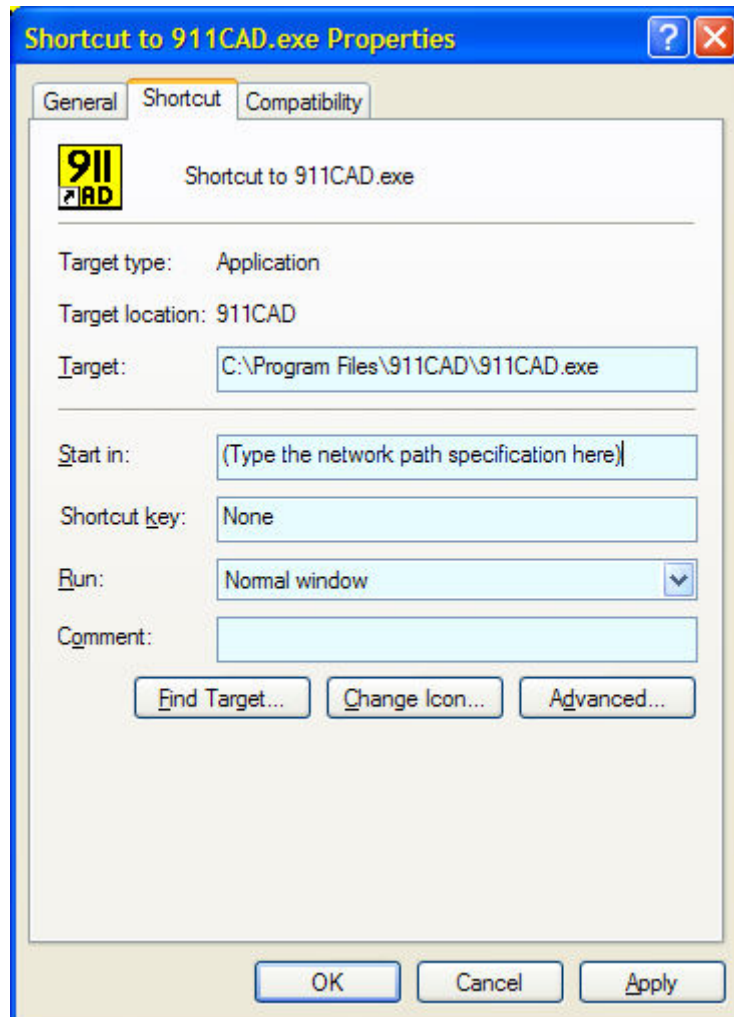 Shortcut to 911CAD.exe Properties
General Shortcut Compatibility
911
AD
Shortcut to 911CAD.exe
Target type: Application
Target location: 911CAD
Target: C:\Program Files\911CAD\911CAD.exe
Start in: (Type the network path specification here)
Shortcut key: None
Run: Normal window
Comment:
Find Target... Change Icon... Advanced...
OK Cancel Apply